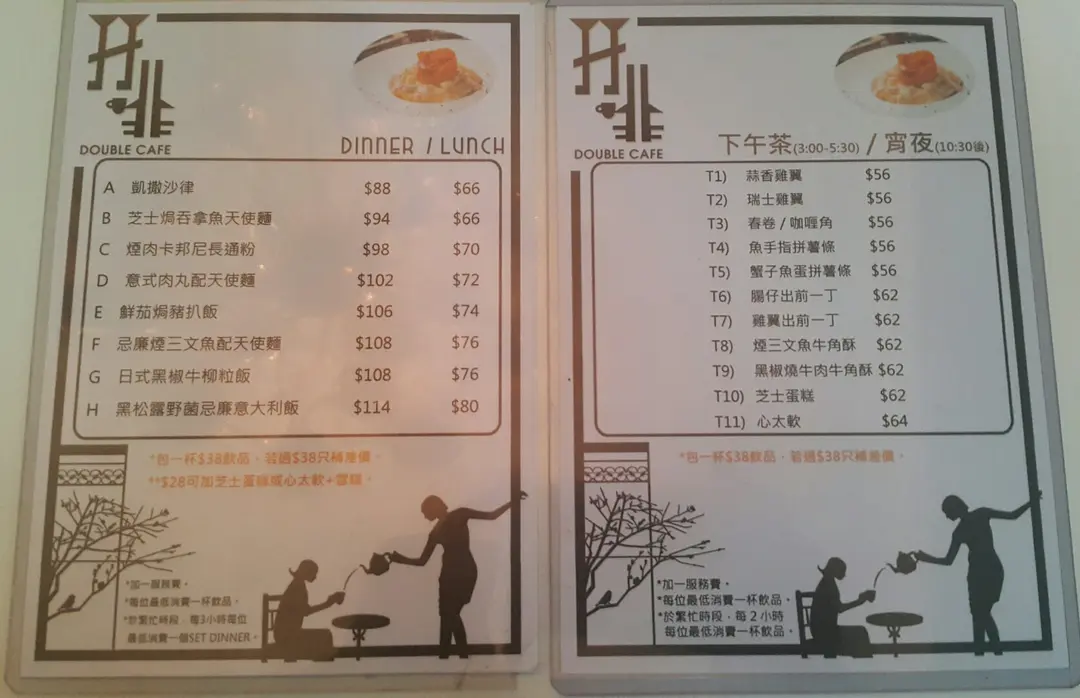 DOUBLE CAFE
DINNER / LUNCH
A 凱撒沙律 $88 $66
B 芝士焗吞拿魚天使麵 $94 $66
C 煙肉卡邦尼長通粉 $98 $70
D 意式肉丸配天使麵 $102 $72
E 鮮茄焗豬扒飯 $106 $74
F 忌廉煙三文魚配天使麵 $108 $76
G 日式黑椒牛柳粒飯 $108 $76
H 黑松露野菌忌廉意大利飯 $114 $80
*包一杯$38飲品，若過$38只補差價。
**$28可加芝士蛋糕或心太軟+雪糕。
*加一服務費。
*每位最低消費一杯飲品。
*於繁忙時段，每3小時每位
最低消費一個SET DINNER。
DOUBLE CAFE
下午茶(3:00-5:30) / 宵夜(10:30後)
T1) 蒜香雞翼 $56
T2) 瑞士雞翼 $56
T3) 春卷 / 咖喱角 $56
T4) 魚手指拼薯條 $56
T5) 蟹子魚蛋拼薯條 $56
T6) 腸仔出前一丁 $62
T7) 雞翼出前一丁 $62
T8) 煙三文魚牛角酥 $62
T9) 黑椒燒牛肉牛角酥 $62
T10) 芝士蛋糕 $62
T11) 心太軟 $64
*包一杯$38飲品，若過$38只補差價。
*加一服務費。
*每位最低消費一杯飲品。
*於繁忙時段，每 2 小時
每位最低消費一杯飲品。